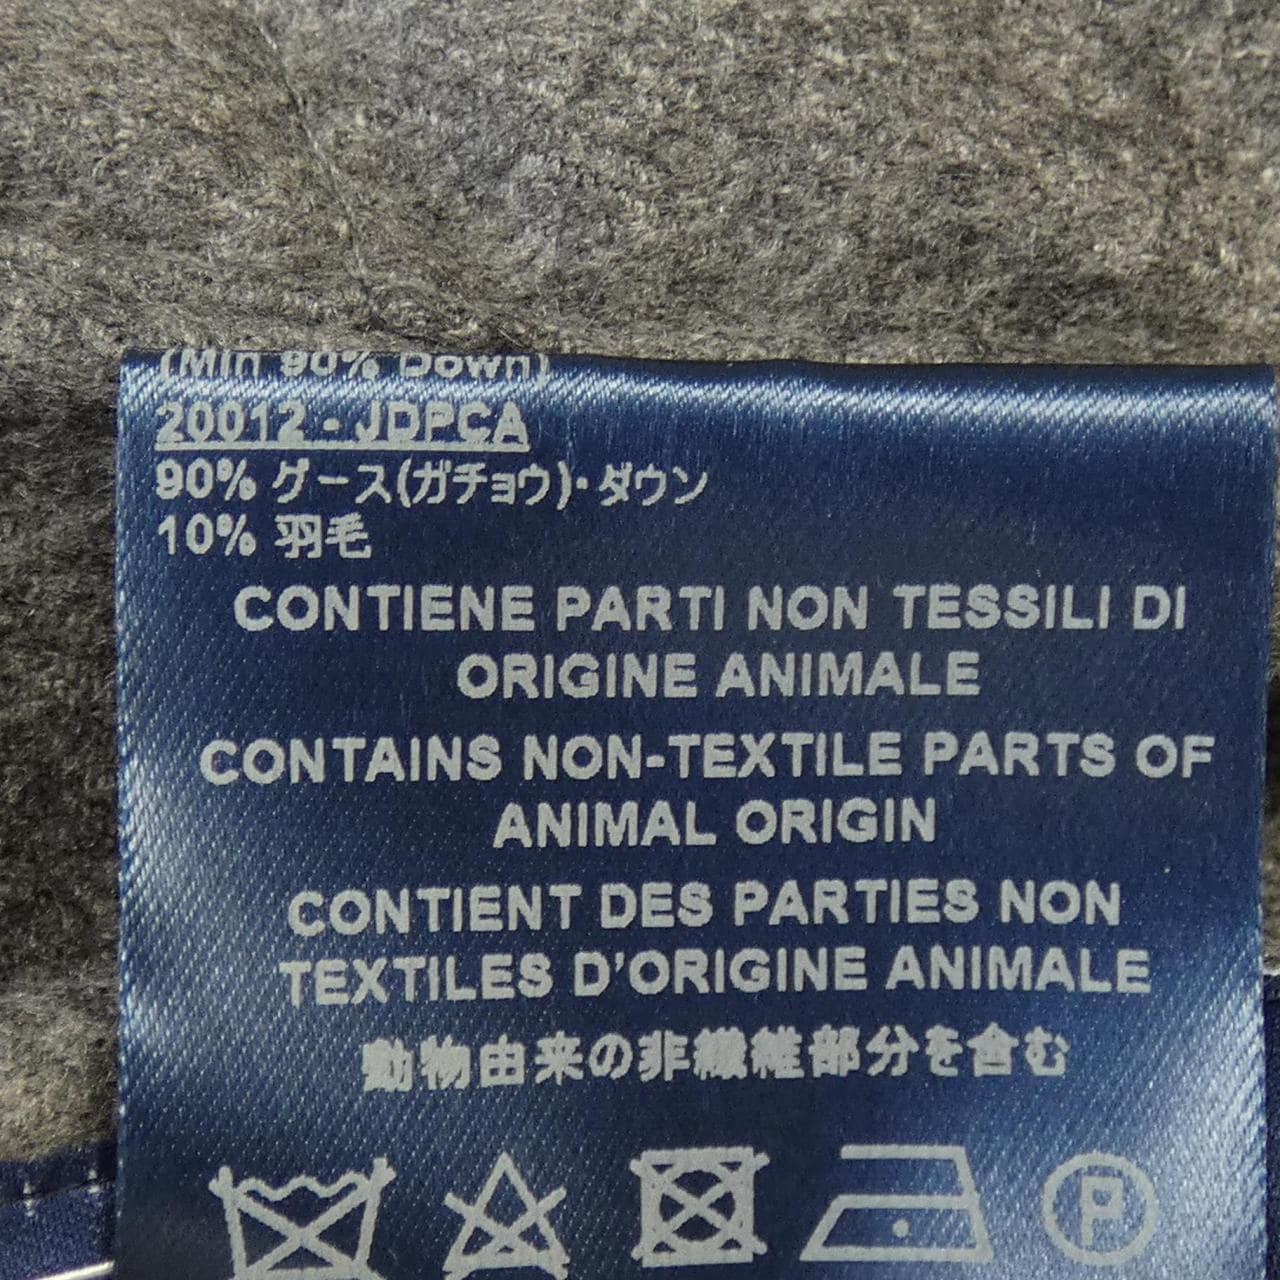 (Min 90% Down)
20012 - JDPCA
90% グース(ガチョウ)・ダウン
10% 羽毛
CONTIENE PARTI NON TESSILI DI
ORIGINE ANIMALE
CONTAINS NON-TEXTILE PARTS OF
ANIMAL ORIGIN
CONTIENT DES PARTIES NON
TEXTILES D'ORIGINE ANIMALE
動物由来の非繊維部分を含む
P